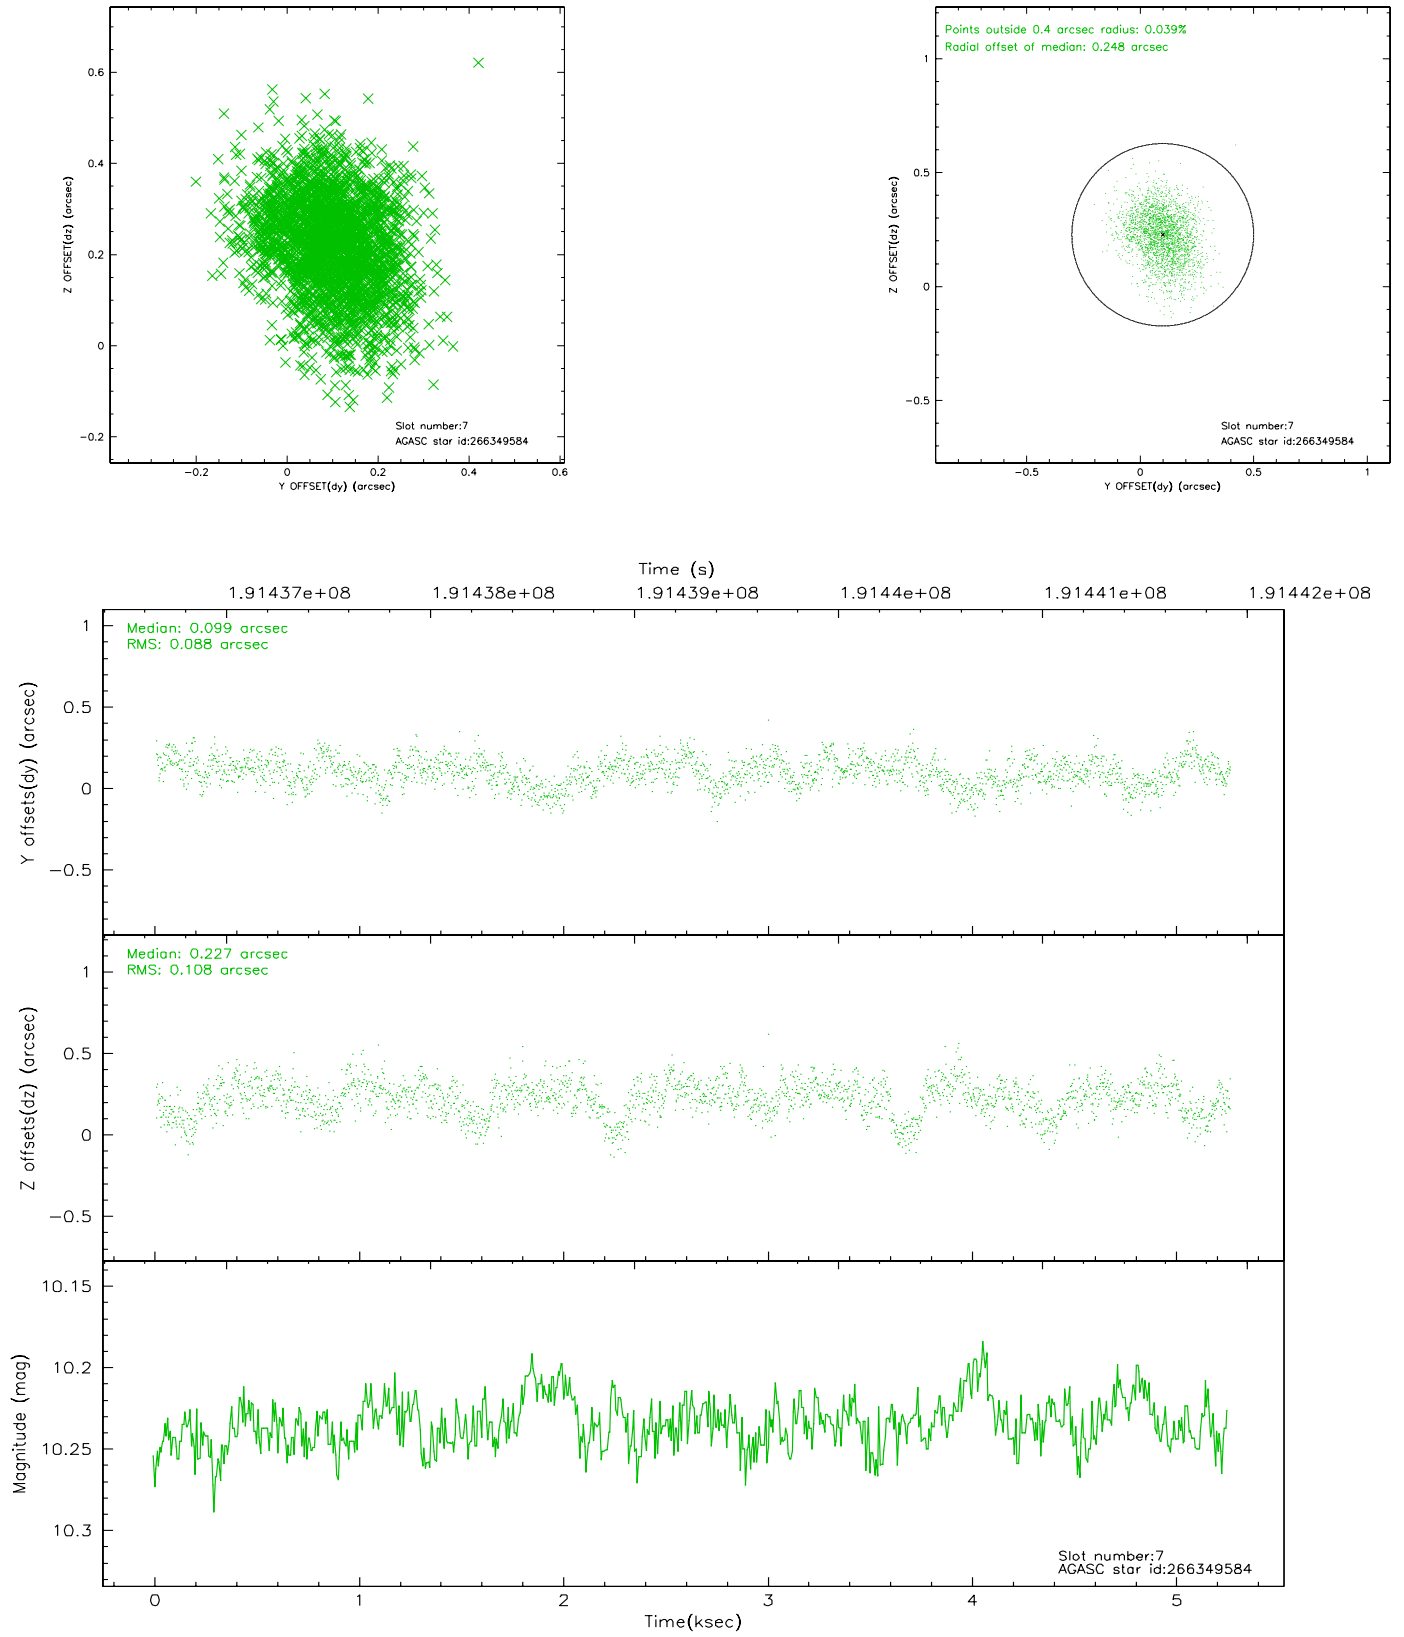 0.6
0.4
0.2
0
−0.2
Z OFFSET(dz) (arcsec)
Slot number:7
AGASC star id:266349584
−0.2 0 0.2 0.4 0.6
Y OFFSET(dy) (arcsec)
Points outside 0.4 arcsec radius: 0.039%
Radial offset of median: 0.248 arcsec
1
0.5
0
−0.5
Z OFFSET(dz) (arcsec)
Slot number:7
AGASC star id:266349584
−0.5 0 0.5 1
Y OFFSET(dy) (arcsec)
Time (s)
1.91437e+08 1.91438e+08 1.91439e+08 1.9144e+08 1.91441e+08 1.91442e+08
Median: 0.099 arcsec
RMS: 0.088 arcsec
1
0.5
0
−0.5
Y offsets(dy) (arcsec)
Median: 0.227 arcsec
RMS: 0.108 arcsec
1
0.5
0
−0.5
Z offsets(dz) (arcsec)
10.15
10.2
10.25
10.3
Magnitude (mag)
Slot number:7
AGASC star id:266349584
0 1 2 3 4 5
Time(ksec)